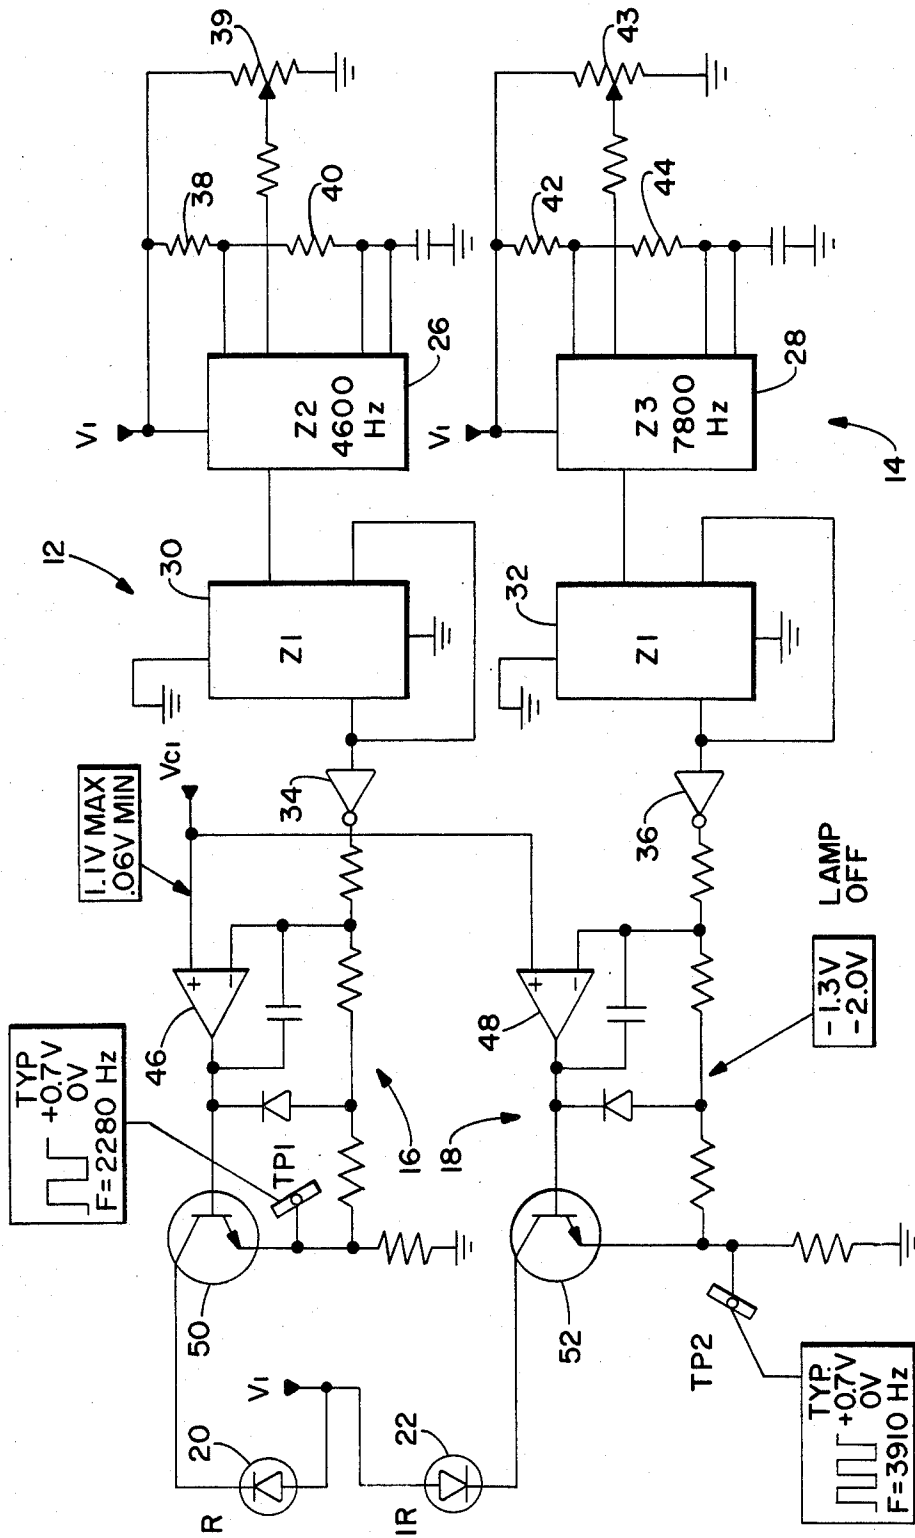 R
20
V1
22
IR
50
TYP.
+0.7V
0V
F=2280 Hz
TP1
52
TP2
TYP.
+0.7V
0V
F=3910 Hz
46
+
-
16
18
48
+
-
-1.3V
-2.0V
LAMP
OFF
1.1V MAX
.06V MIN
VC1
34
36
12
30
Z1
32
Z1
V1
Z2
4600
Hz
26
38
40
39
V1
Z3
7800
Hz
28
14
42
44
43